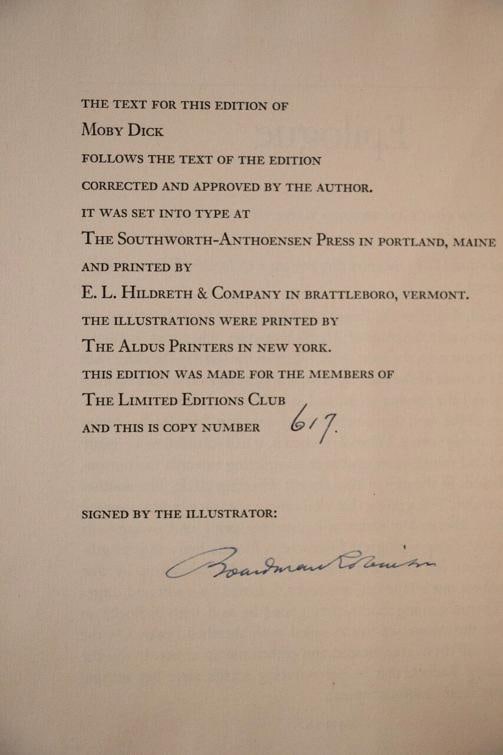 THE TEXT FOR THIS EDITION OF
MOBY DICK
FOLLOWS THE TEXT OF THE EDITION
CORRECTED AND APPROVED BY THE AUTHOR.
IT WAS SET INTO TYPE AT
THE SOUTHWORTH-ANTHOENSEN PRESS IN PORTLAND, MAINE
AND PRINTED BY
E. L. HILDRETH & COMPANY IN BRATTLEBORO, VERMONT.
THE ILLUSTRATIONS WERE PRINTED BY
THE ALDUS PRINTERS IN NEW YORK.
THIS EDITION WAS MADE FOR THE MEMBERS OF
THE LIMITED EDITIONS CLUB
AND THIS IS COPY NUMBER 617.
SIGNED BY THE ILLUSTRATOR:
Boardman Robinson